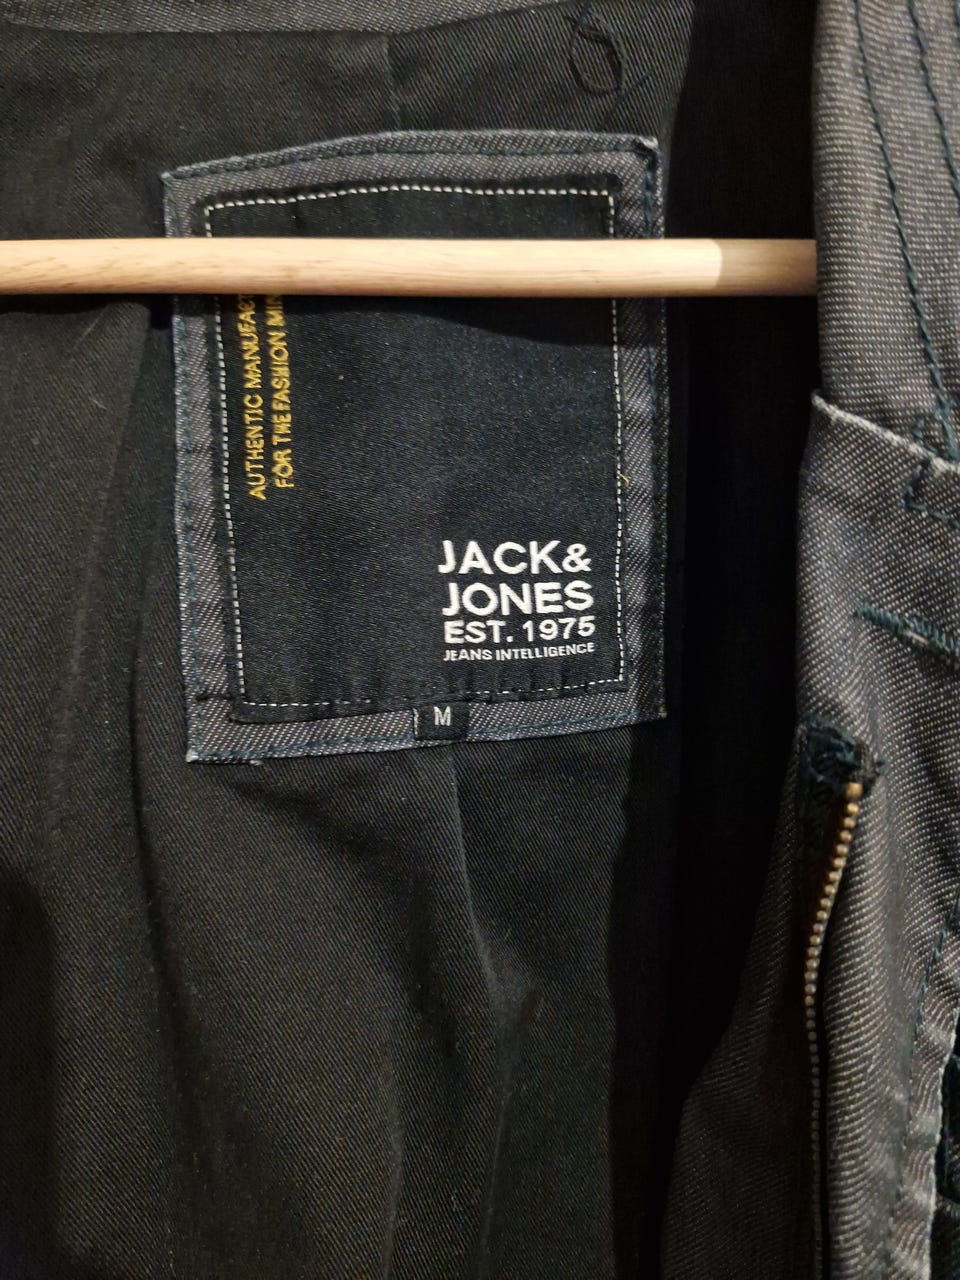 AUTHENTIC
FOR THE FASHION
JACK&
JONES
EST. 1975
JEANS INTELLIGENCE
M